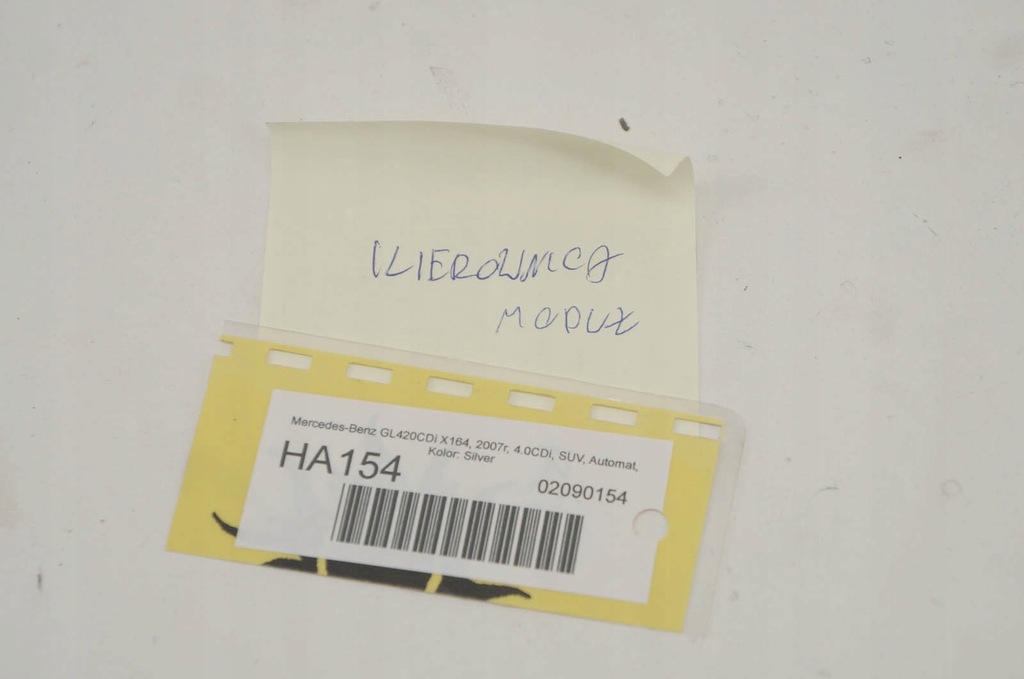 KIEROWNICA
MODUŁ
Mercedes-Benz GL420CDi X164, 2007r, 4.0CDi, SUV, Automat,
Kolor: Silver
HA154
02090154